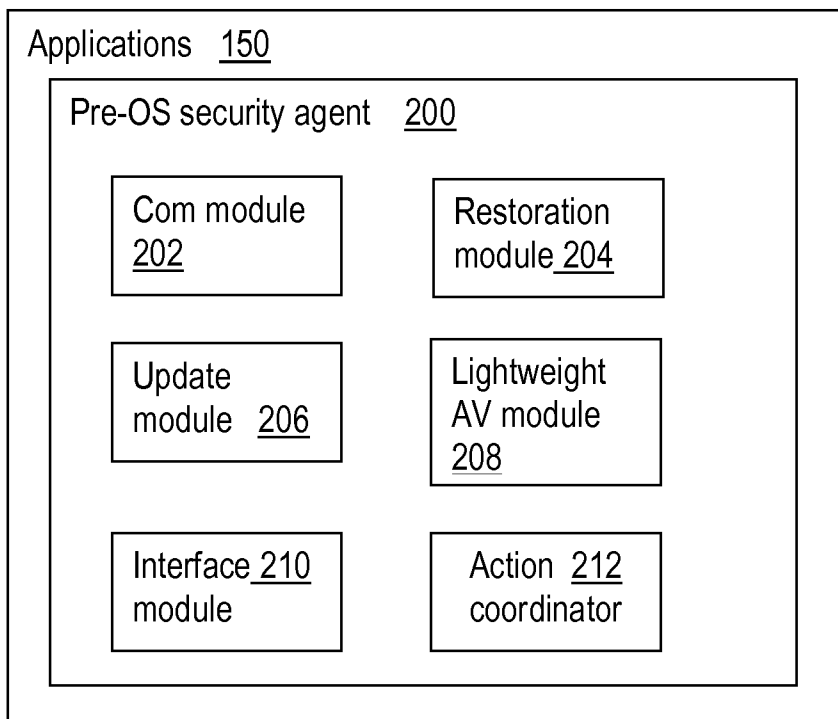 Applications 150
Pre-OS security agent 200
Com module
202
Restoration
module 204
Update
module 206
Lightweight
AV module
208
Interface 210
module
Action 212
coordinator